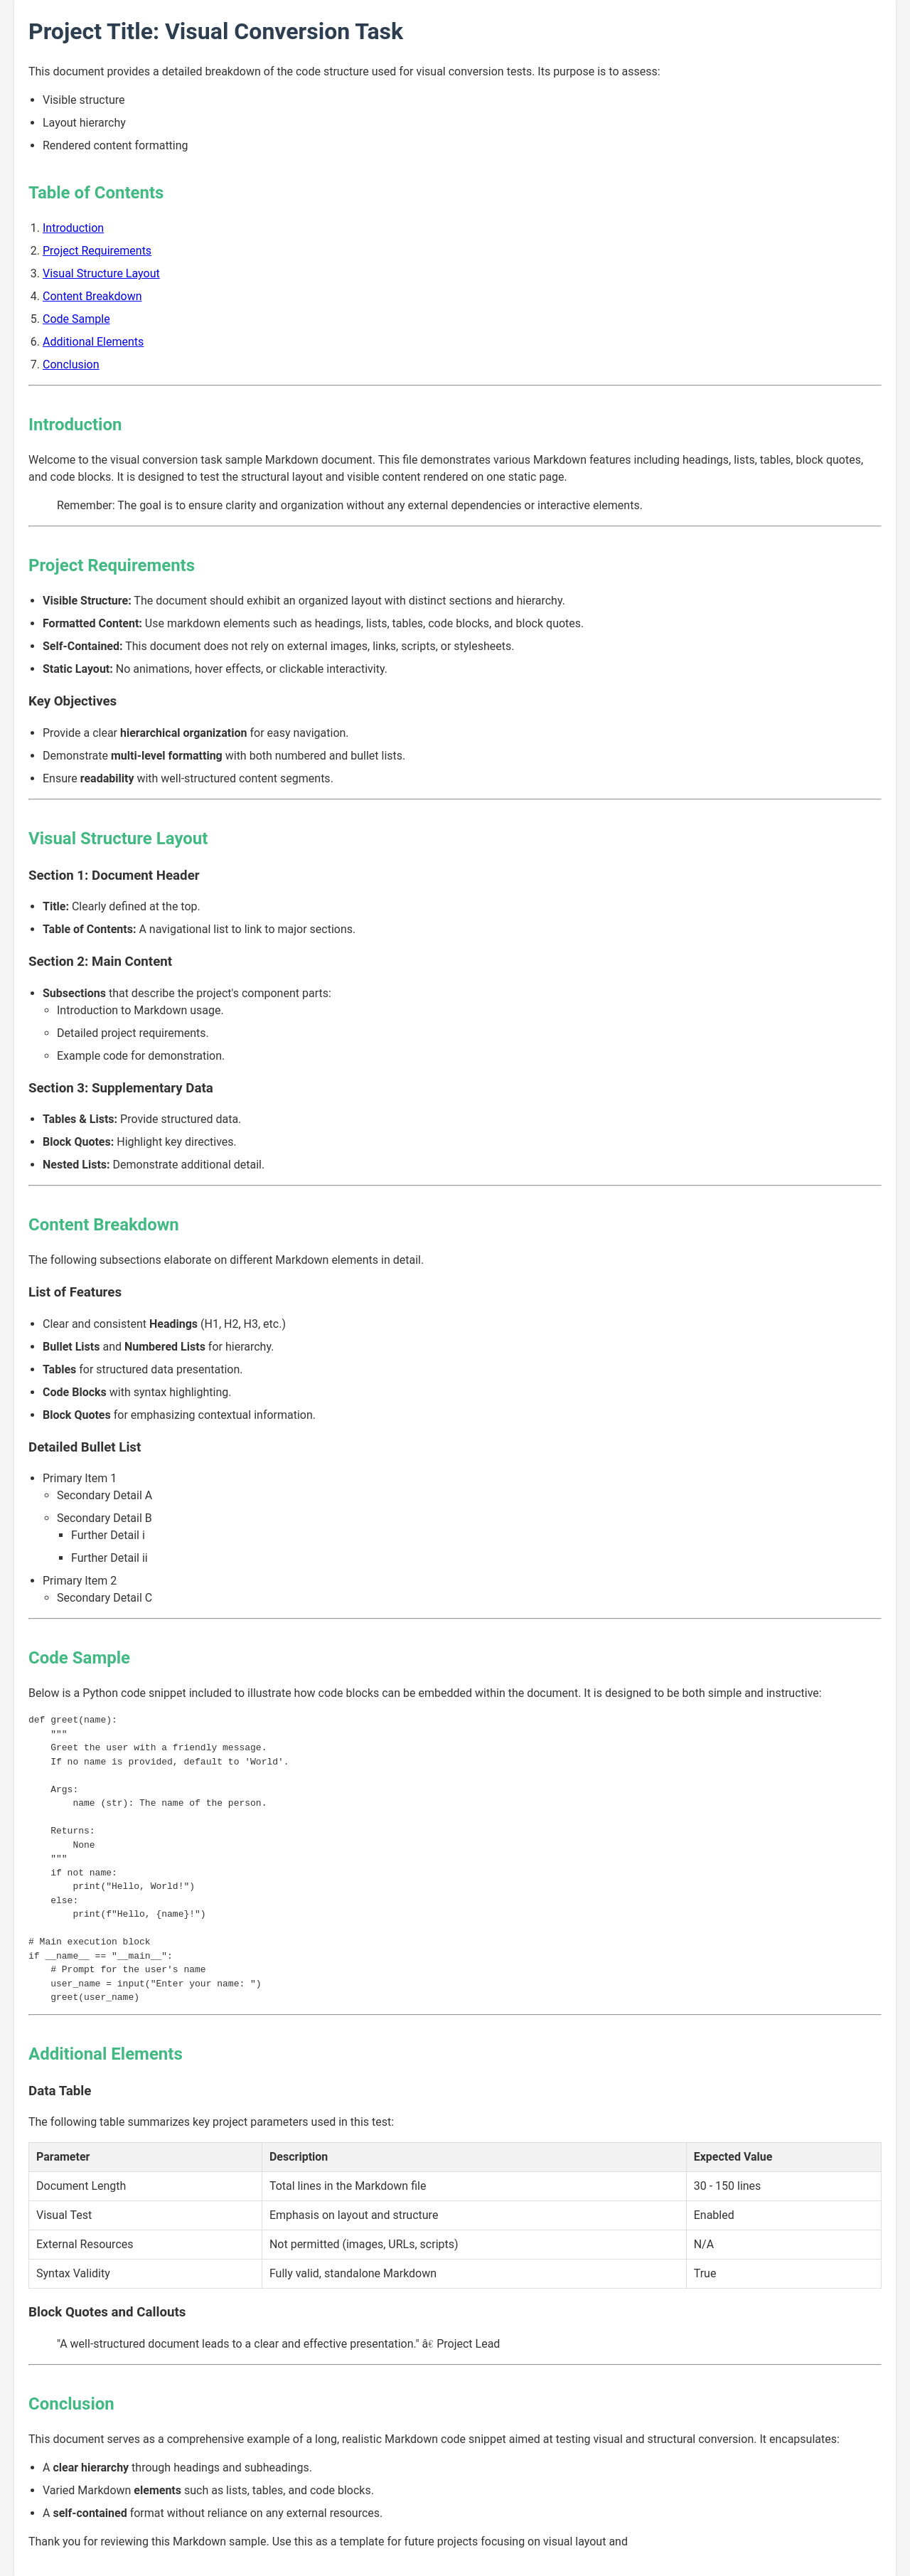 Project Title: Visual Conversion Task
This document provides a detailed breakdown of the code structure used for visual conversion tests. Its purpose is to assess:
• Visible structure
• Layout hierarchy
• Rendered content formatting
Table of Contents
1. Introduction
2. Project Requirements
3. Visual Structure Layout
4. Content Breakdown
5. Code Sample
6. Additional Elements
7. Conclusion
Introduction
Welcome to the visual conversion task sample Markdown document. This file demonstrates various Markdown features including headings, lists, tables, block quotes,
and code blocks. It is designed to test the structural layout and visible content rendered on one static page.
Remember: The goal is to ensure clarity and organization without any external dependencies or interactive elements.
Project Requirements
• Visible Structure: The document should exhibit an organized layout with distinct sections and hierarchy.
• Formatted Content: Use markdown elements such as headings, lists, tables, code blocks, and block quotes.
• Self-Contained: This document does not rely on external images, links, scripts, or stylesheets.
• Static Layout: No animations, hover effects, or clickable interactivity.
Key Objectives
• Provide a clear hierarchical organization for easy navigation.
• Demonstrate multi-level formatting with both numbered and bullet lists.
• Ensure readability with well-structured content segments.
Visual Structure Layout
Section 1: Document Header
• Title: Clearly defined at the top.
• Table of Contents: A navigational list to link to major sections.
Section 2: Main Content
• Subsections that describe the project's component parts:
◦ Introduction to Markdown usage.
◦ Detailed project requirements.
◦ Example code for demonstration.
Section 3: Supplementary Data
• Tables & Lists: Provide structured data.
• Block Quotes: Highlight key directives.
• Nested Lists: Demonstrate additional detail.
Content Breakdown
The following subsections elaborate on different Markdown elements in detail.
List of Features
• Clear and consistent Headings (H1, H2, H3, etc.)
• Bullet Lists and Numbered Lists for hierarchy.
• Tables for structured data presentation.
• Code Blocks with syntax highlighting.
• Block Quotes for emphasizing contextual information.
Detailed Bullet List
• Primary Item 1
◦ Secondary Detail A
◦ Secondary Detail B
▪ Further Detail i
▪ Further Detail ii
• Primary Item 2
◦ Secondary Detail C
Code Sample
Below is a Python code snippet included to illustrate how code blocks can be embedded within the document. It is designed to be both simple and instructive:
def greet(name):
    """
    Greet the user with a friendly message.
    If no name is provided, default to 'World'.

    Args:
        name (str): The name of the person.

    Returns:
        None
    """
    if not name:
        print("Hello, World!")
    else:
        print(f"Hello, {name}!")

# Main execution block
if __name__ == "__main__":
    # Prompt for the user's name
    user_name = input("Enter your name: ")
    greet(user_name)
Additional Elements
Data Table
The following table summarizes key project parameters used in this test:
Parameter Description Expected Value
Document Length Total lines in the Markdown file 30 - 150 lines
Visual Test Emphasis on layout and structure Enabled
External Resources Not permitted (images, URLs, scripts) N/A
Syntax Validity Fully valid, standalone Markdown True
Block Quotes and Callouts
"A well-structured document leads to a clear and effective presentation." â€ Project Lead
Conclusion
This document serves as a comprehensive example of a long, realistic Markdown code snippet aimed at testing visual and structural conversion. It encapsulates:
• A clear hierarchy through headings and subheadings.
• Varied Markdown elements such as lists, tables, and code blocks.
• A self-contained format without reliance on any external resources.
Thank you for reviewing this Markdown sample. Use this as a template for future projects focusing on visual layout and